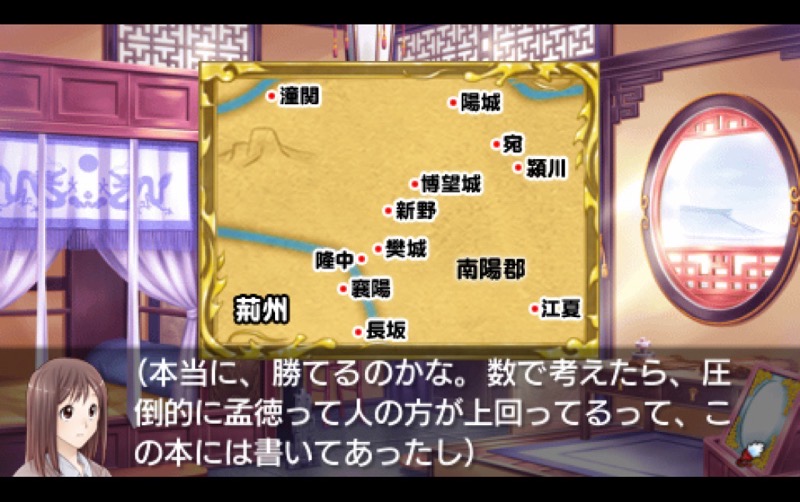 潼関
陽城
宛
潁川
博望城
新野
樊城
隆中
南陽郡
襄陽
荊州
江夏
長坂
（本当に、勝てるのかな。数で考えたら、圧
倒的に孟徳って人の方が上回ってるって、こ
の本には書いてあったし）